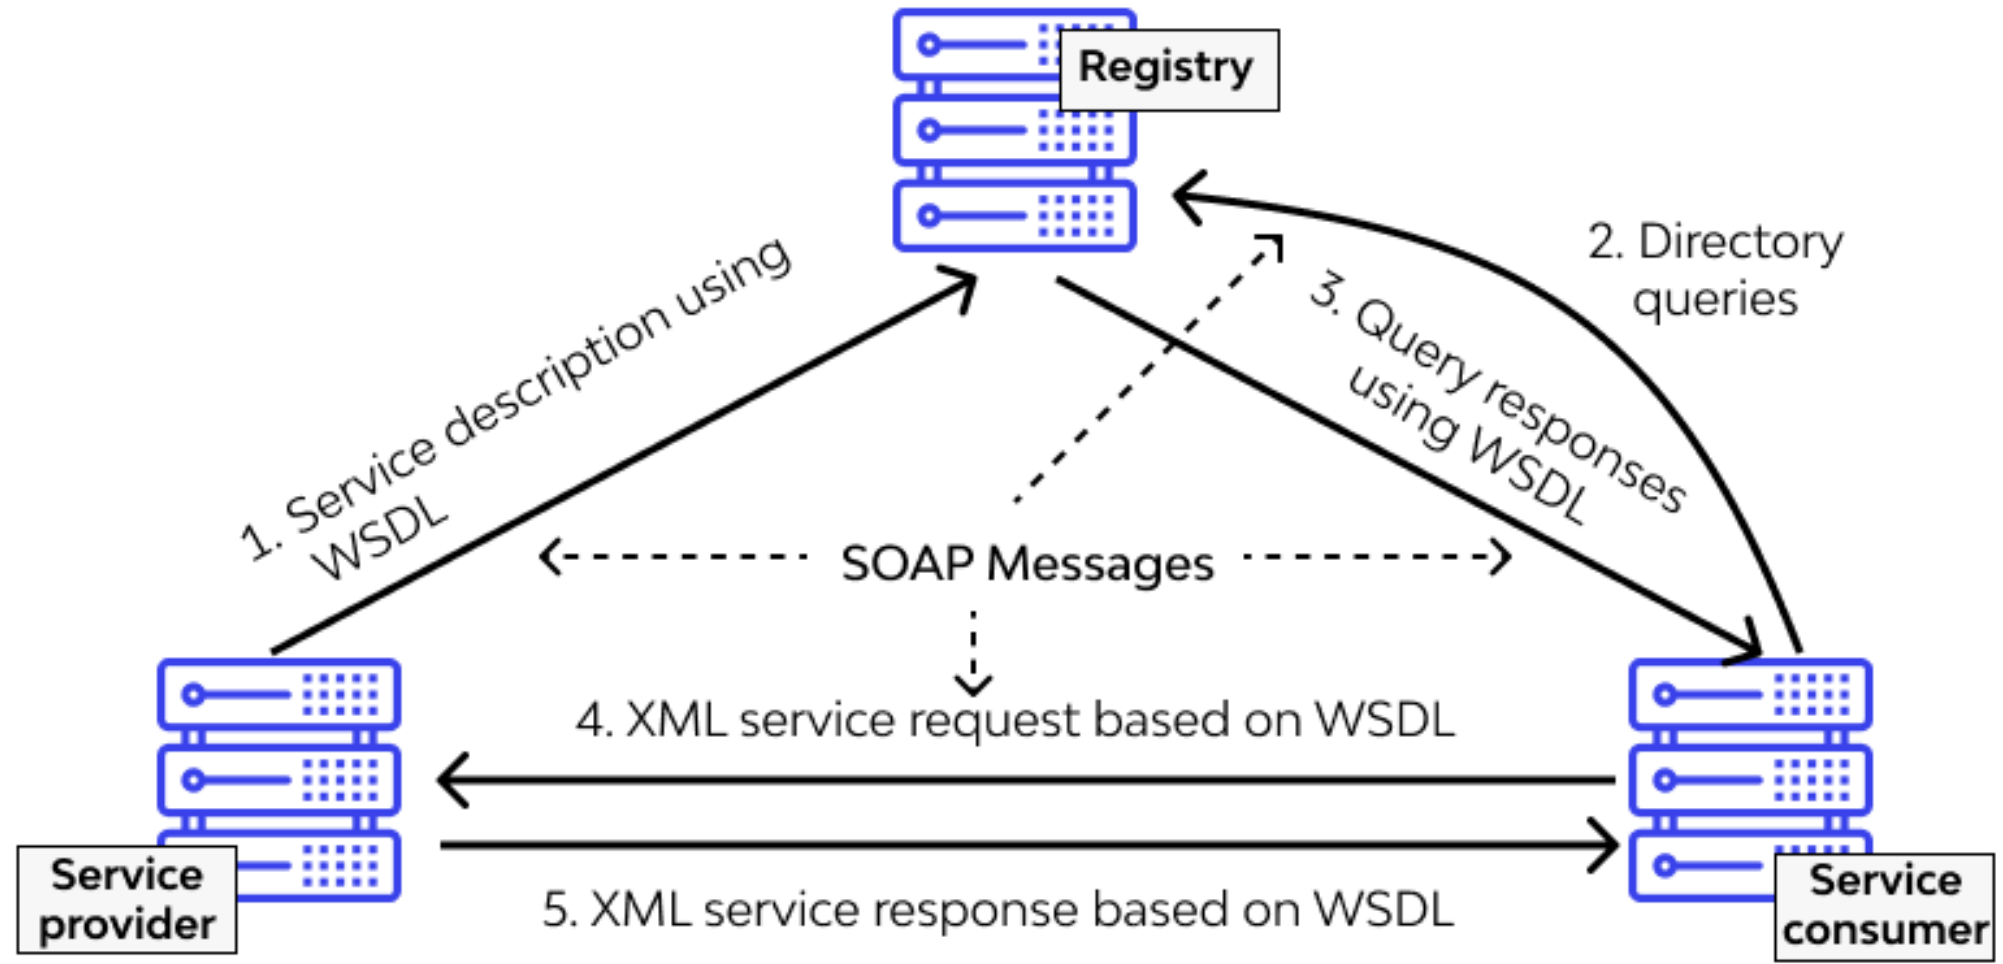 Registry
2. Directory
queries
1. Service description using
WSDL
3. Query responses
using WSDL
SOAP Messages
4. XML service request based on WSDL
5. XML service response based on WSDL
Service
provider
Service
consumer